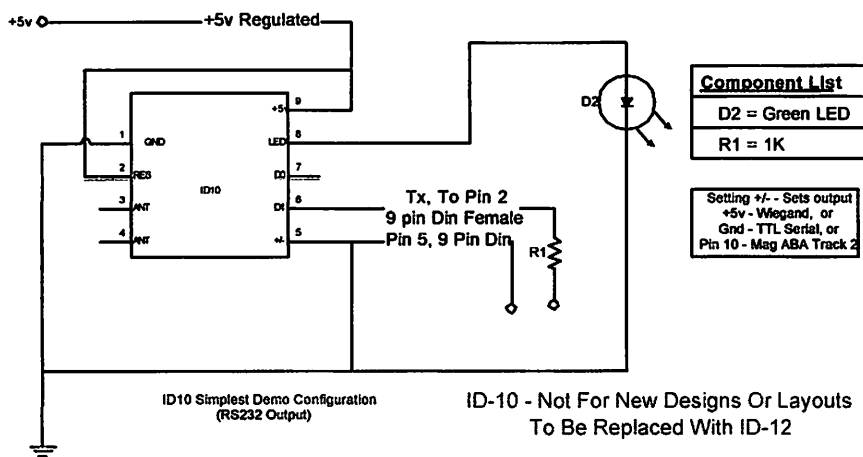 +5v
+5v Regulated
9
+5v
1
GND
8
LED
2
RES
7
D0
ID10
3
ANT
6
D1
4
ANT
5
+/-
Tx, To Pin 2
9 pin Din Female
Pin 5, 9 Pin Din
R1
D2
Component List
D2 = Green LED
R1 = 1K
Setting +/- - Sets output
+5v - Wiegand, or
Gnd - TTL Serial, or
Pin 10 - Mag ABA Track 2
ID10 Simplest Demo Configuration
(RS232 Output)
ID-10 - Not For New Designs Or Layouts
To Be Replaced With ID-12